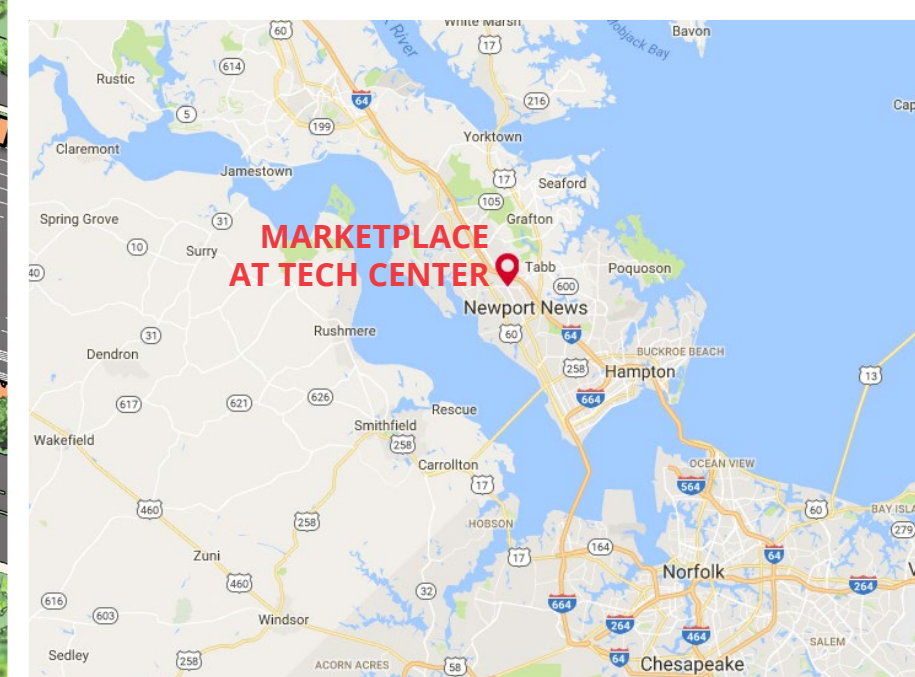 White Marsh
60
River
17
Mobjack Bay
Bavon
614
Rustic
64
216
Cap
5
199
Yorktown
Claremont
Jamestown
17
Seaford
105
Spring Grove
31
Grafton
MARKETPLACE
10
Surry
AT TECH CENTER
Tabb
Poquoson
40
600
Newport News
Rushmere
31
60
64
Dendron
BUCKROE BEACH
258
Hampton
13
617
621
626
664
Rescue
Wakefield
Smithfield
258
Carrollton
OCEAN VIEW
17
564
460
60
BAY ISLA
258
HOBSON
279
Zuni
17
164
64
460
Norfolk
V
264
616
603
32
664
Windsor
264
464
SALEM
Sedley
258
ACORN ACRES
58
64
Chesapeake